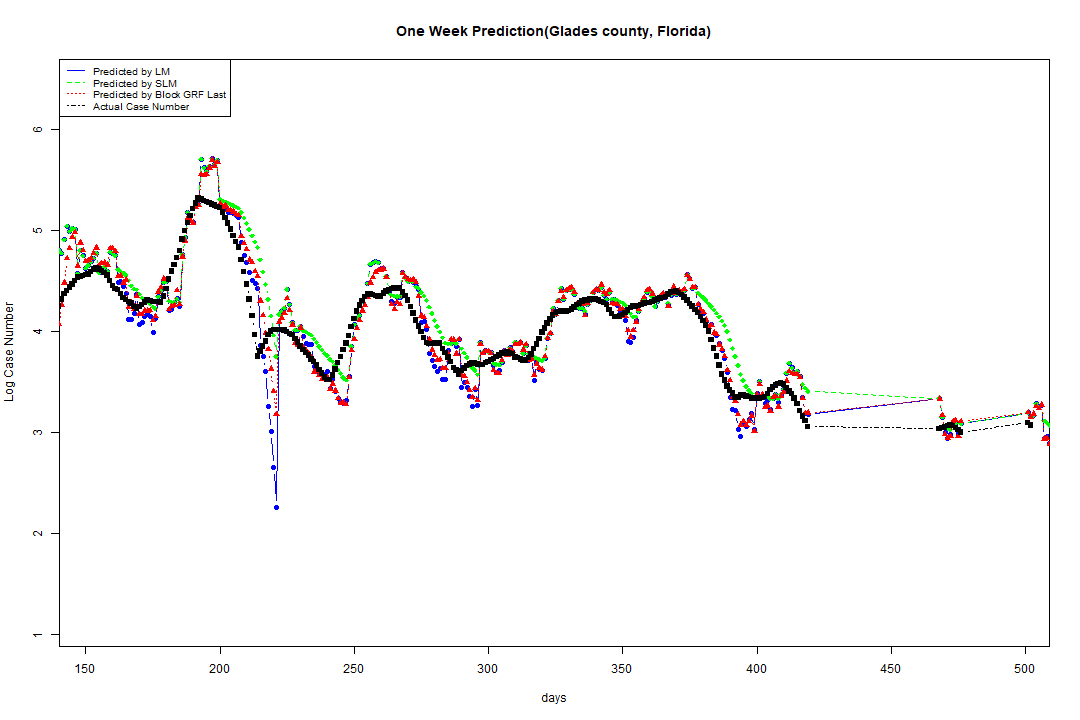 One Week Prediction(Glades county, Florida)
Predicted by LM
Predicted by SLM
Predicted by Block GRF Last
Actual Case Number
Log Case Number
6
5
4
3
2
1
150 200 250 300 350 400 450 500
days